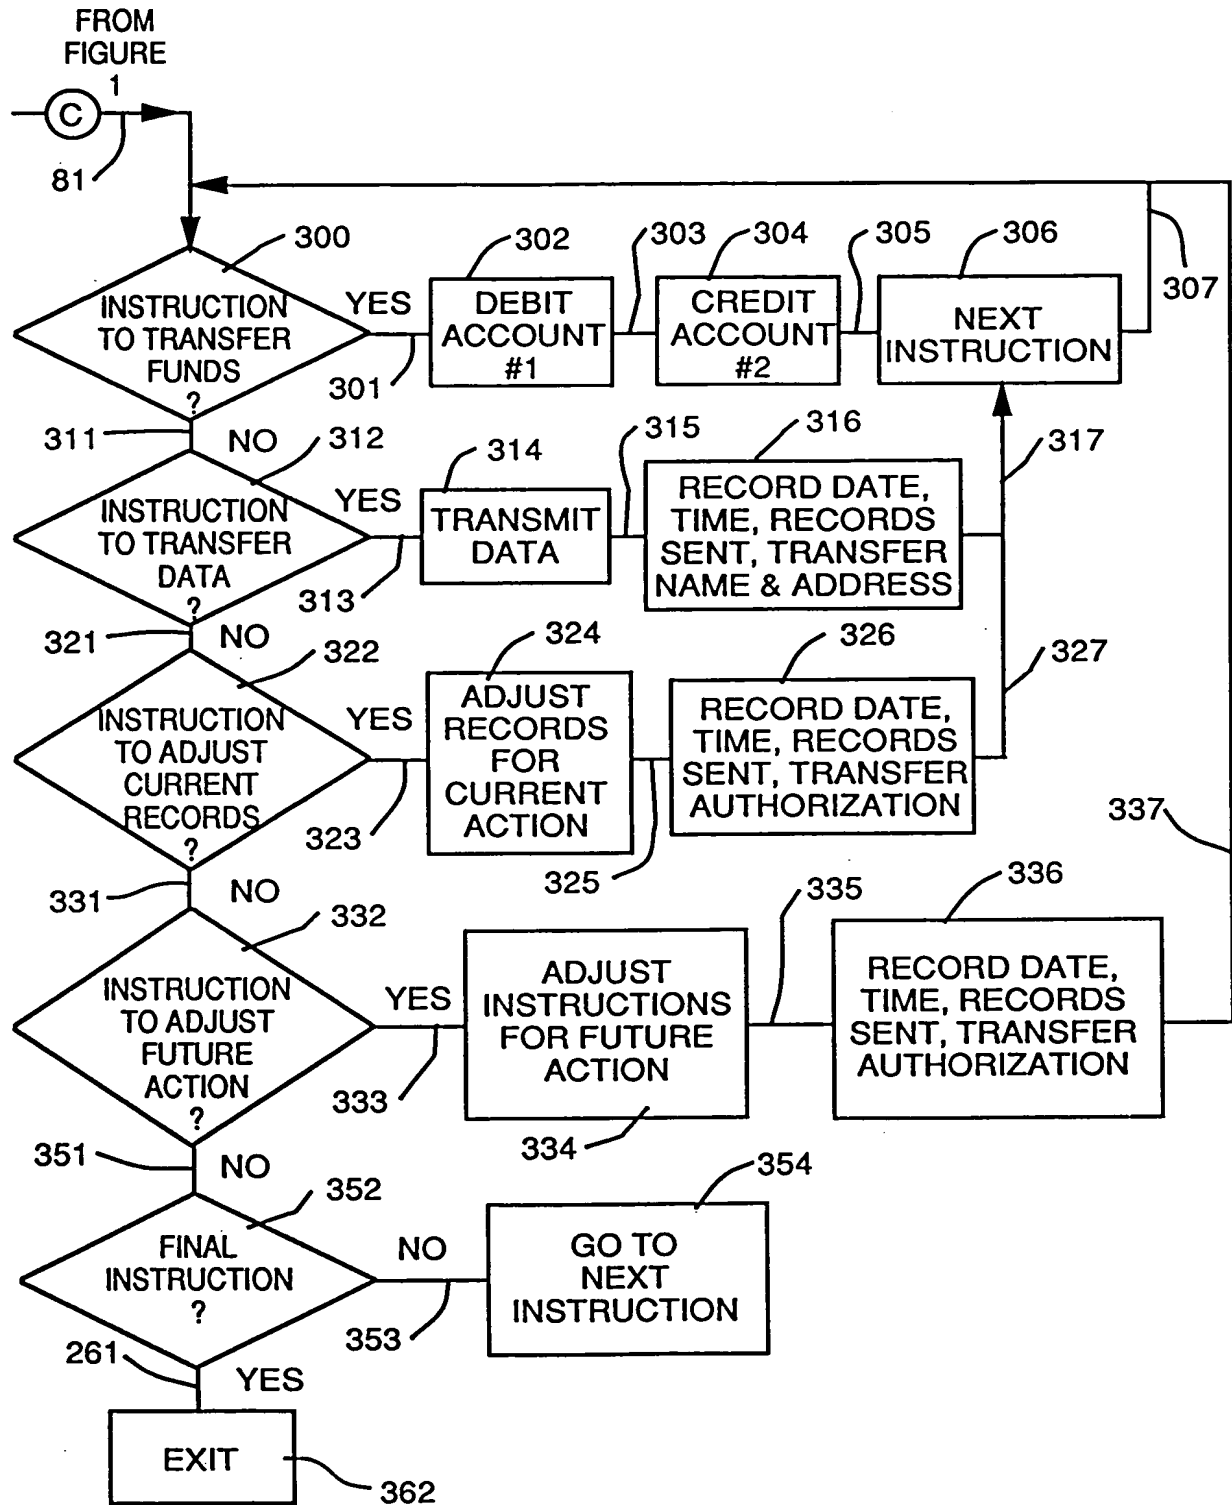 FROM
FIGURE
1
C
81
300
INSTRUCTION
TO TRANSFER
FUNDS
?
YES
301
302
DEBIT
ACCOUNT
#1
303
304
CREDIT
ACCOUNT
#2
305
306
NEXT
INSTRUCTION
307
311
NO
312
INSTRUCTION
TO TRANSFER
DATA
?
YES
313
314
TRANSMIT
DATA
315
316
RECORD DATE,
TIME, RECORDS
SENT, TRANSFER
NAME & ADDRESS
317
321
NO
322
INSTRUCTION
TO ADJUST
CURRENT
RECORDS
?
YES
323
324
ADJUST
RECORDS
FOR
CURRENT
ACTION
325
326
RECORD DATE,
TIME, RECORDS
SENT, TRANSFER
AUTHORIZATION
327
331
NO
332
INSTRUCTION
TO ADJUST
FUTURE
ACTION
?
YES
333
ADJUST
INSTRUCTIONS
FOR FUTURE
ACTION
334
335
336
RECORD DATE,
TIME, RECORDS
SENT, TRANSFER
AUTHORIZATION
337
351
NO
352
FINAL
INSTRUCTION
?
NO
353
354
GO TO
NEXT
INSTRUCTION
261
YES
EXIT
362